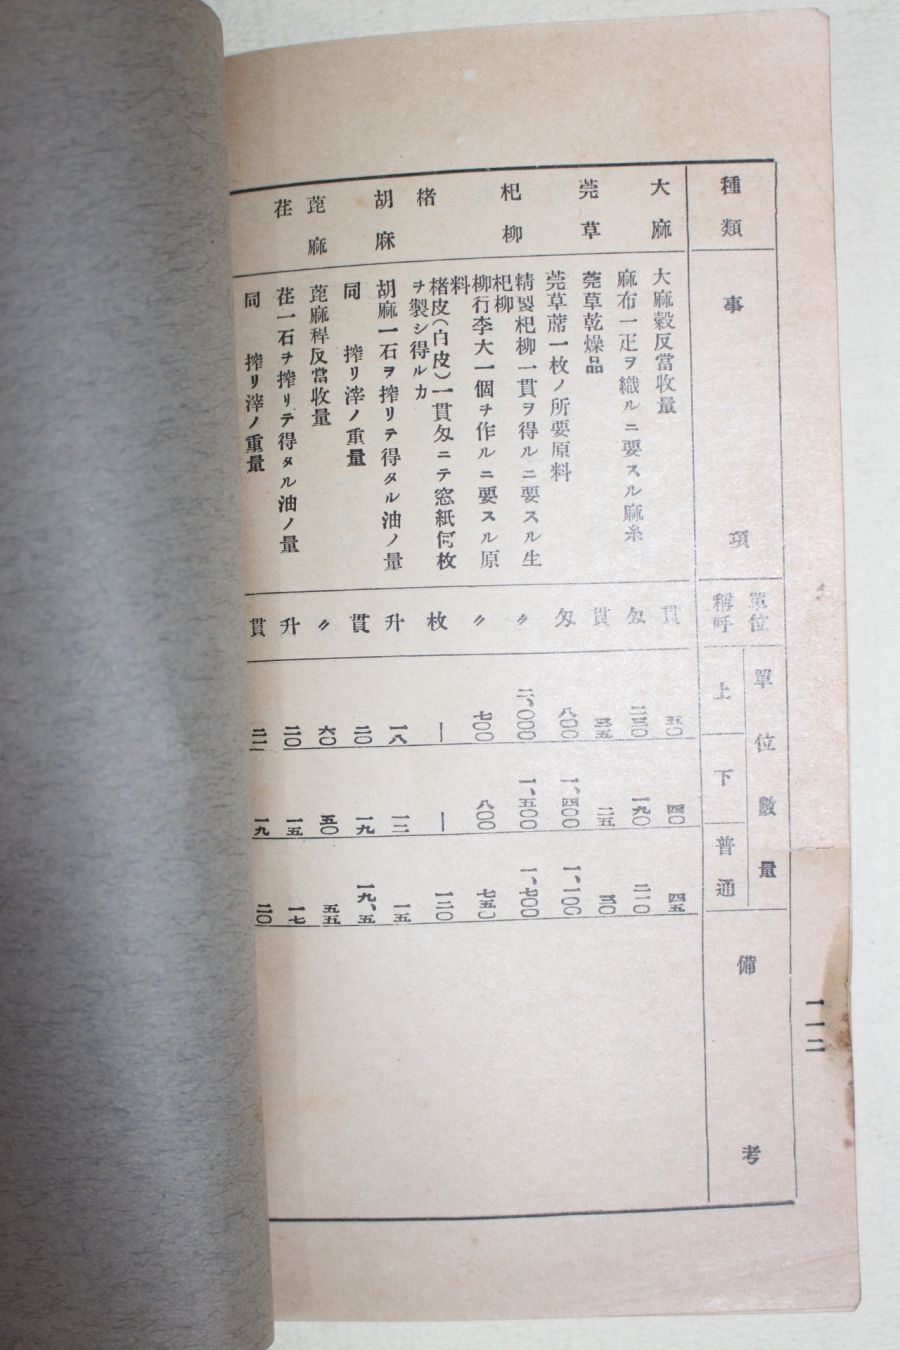 一一二
種類
事項
單位稱呼
單位數量
上
下
普通
備考
大麻
大麻穀反當收量
貫
五〇
四〇
四五
麻布一疋ヲ織ルニ要スル麻糸
匁
二三〇
一九〇
二一〇
莞草
莞草乾燥品
貫
三五
二五
三〇
莞草蓆一枚ノ所要原料
匁
八〇〇
一、四〇〇
一、一〇〇
杞柳
精製杞柳一貫ヲ得ルニ要スル生杞柳
〃
二、〇〇〇
一、五〇〇
一、七〇〇
柳行李大一個ヲ作ルニ要スル原料
〃
七〇〇
八〇〇
七五〇
楮
楮皮(白皮)一貫匁ニテ窓紙何枚ヲ製シ得ルカ
枚
—
—
一二〇
胡麻
胡麻一石ヲ搾リテ得タル油ノ量
升
一八
一二
一五
同 搾リ滓ノ重量
貫
二〇
一九
一九、五
萞麻
萞麻稈反當收量
〃
六〇
五〇
五五
荏
荏一石ヲ搾リテ得タル油ノ量
升
二〇
一五
一七
同 搾リ滓ノ重量
貫
二二
一九
二〇